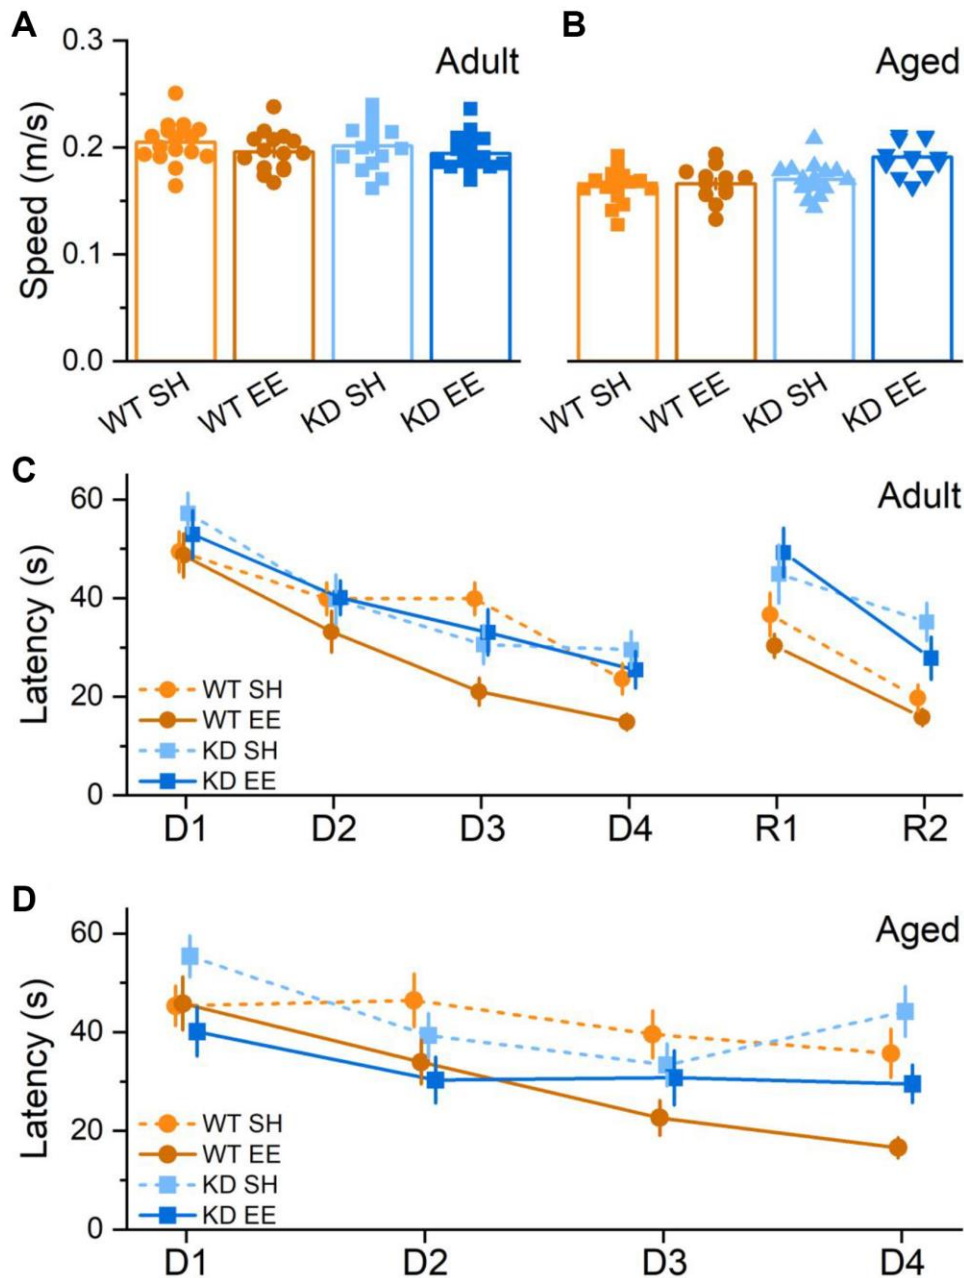 A
B
0.3
Adult
Aged
Speed (m/s)
0.2
0.1
0.0
WT SH
WT EE
KD SH
KD EE
WT SH
WT EE
KD SH
KD EE
C
Adult
Latency (s)
60
40
20
0
WT SH
WT EE
KD SH
KD EE
D1
D2
D3
D4
R1
R2
D
Aged
Latency (s)
60
40
20
0
WT SH
WT EE
KD SH
KD EE
D1
D2
D3
D4